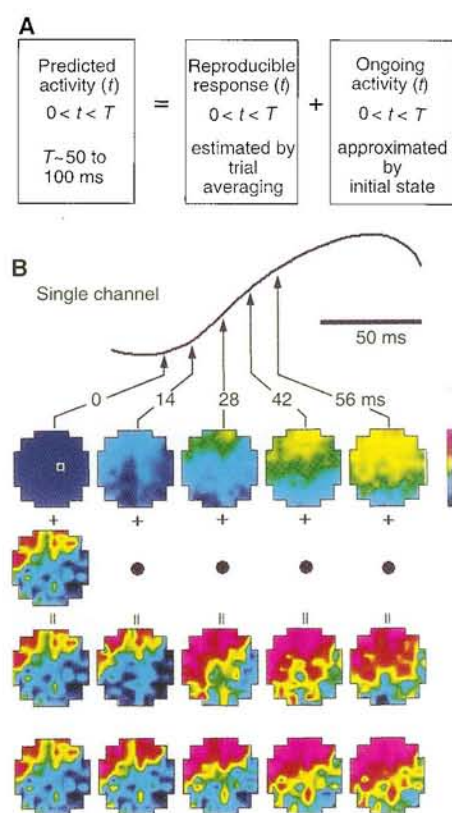 A
Predicted
activity (t)
0 < t < T
T~50 to
100 ms
=
Reproducible
response (t)
0 < t < T
estimated by
trial
averaging
+
Ongoing
activity (t)
0 < t < T
approximated
by
initial state
B
Single channel
50 ms
0 14 28 42 56 ms
+ + + + +
= = = = =